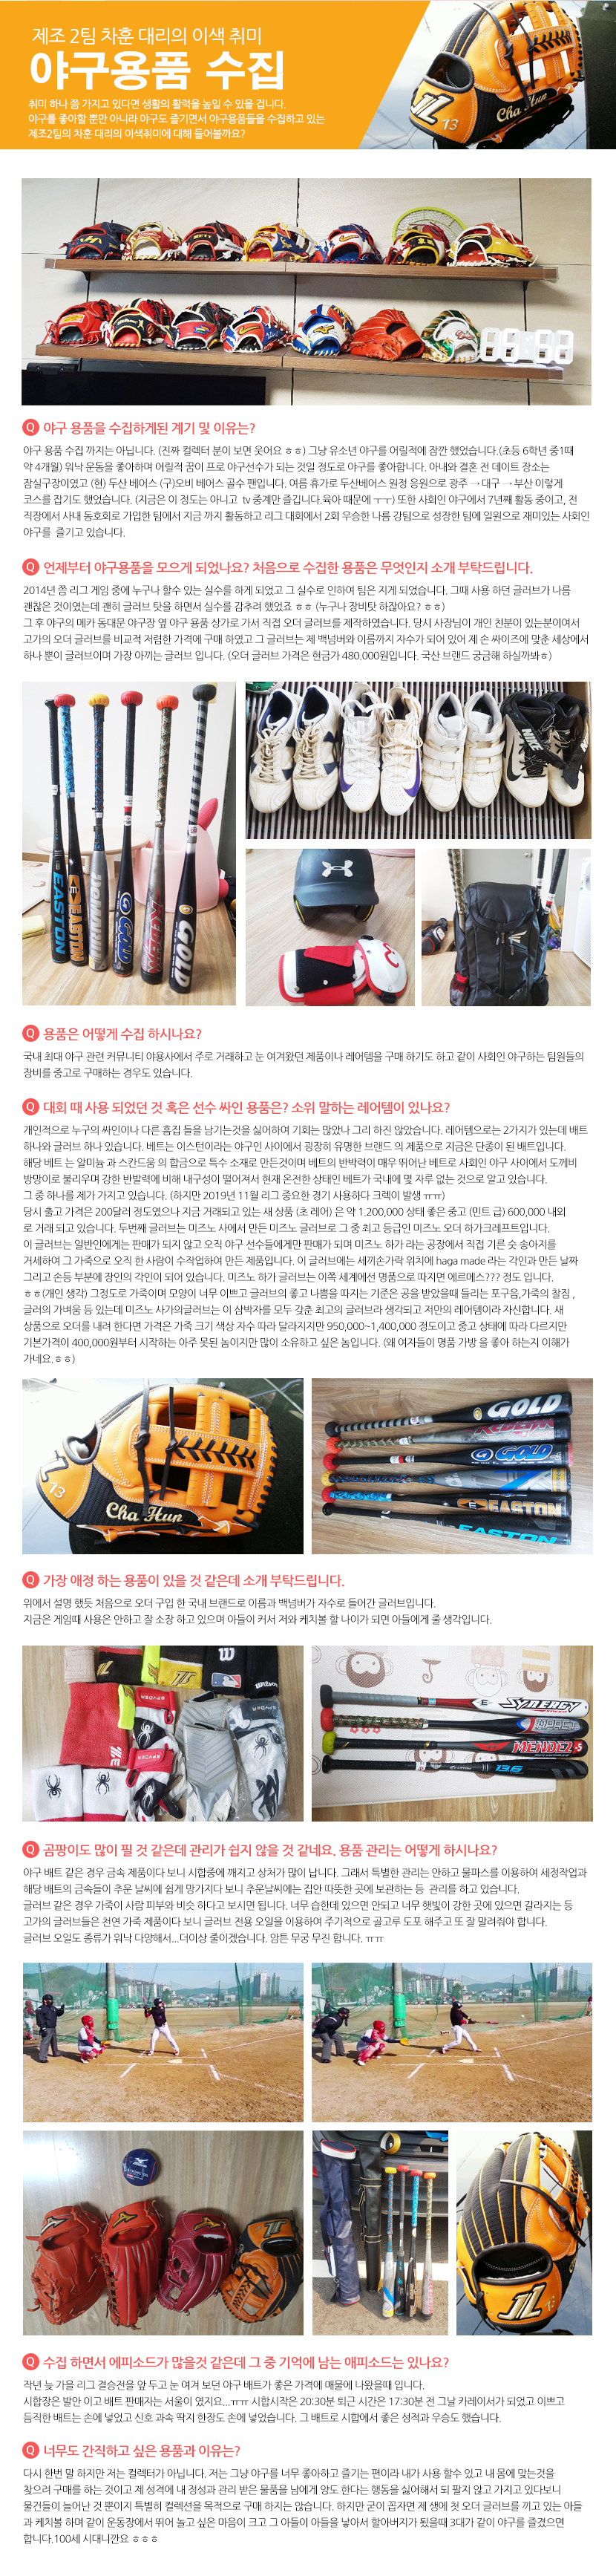 제조 2팀 차훈 대리의 이색 취미
야구용품 수집
취미 하나 쯤 가지고 있다면 생활의 활력을 높일 수 있을 겁니다.
야구를 좋아할 뿐만 아니라 야구도 즐기면서 야구용품들을 수집하고 있는
제조2팀의 차훈 대리의 이색취미에 대해 들어볼까요?
JL 13 Cha Hun
Q 야구 용품을 수집하게된 계기 및 이유는?
야구 용품 수집 까지는 아닙니다. (진짜 컬렉터 분이 보면 웃어요 ㅎㅎ) 그냥 유소년 야구를 어릴적에 잠깐 했었습니다.(초등 6학년 중1때
약 4개월) 워낙 운동을 좋아하며 어릴적 꿈이 프로 야구선수가 되는 것일 정도로 야구를 좋아합니다. 아내와 결혼 전 데이트 장소는
잠실구장이였고 (현) 두산 베어스 (구)오비 베어스 골수 팬입니다. 여름 휴가로 두산베어스 원정 응원으로 광주 → 대구 → 부산 이렇게
코스를 잡기도 했었습니다. (지금은 이 정도는 아니고 tv 중계만 즐깁니다.육아 때문에 ㅜㅜ) 또한 사회인 야구에서 7년째 활동 중이고, 전
직장에서 사내 동호회로 가입한 팀에서 지금 까지 활동하고 리그 대회에서 2회 우승한 나름 강팀으로 성장한 팀에 일원으로 재미있는 사회인
야구를 즐기고 있습니다.
Q 언제부터 야구용품을 모으게 되었나요? 처음으로 수집한 용품은 무엇인지 소개 부탁드립니다.
2014년 쯤 리그 게임 중에 누구나 할수 있는 실수를 하게 되었고 그 실수로 인하여 팀은 지게 되었습니다. 그때 사용 하던 글러브가 나름
괜찮은 것이였는데 괜히 글러브 탓을 하면서 실수를 감추려 했었죠 ㅎㅎ (누구나 장비탓 하잖아요? ㅎㅎ)
그 후 야구의 메카 동대문 야구장 옆 야구 용품 상가로 가서 직접 오더 글러브를 제작하였습니다. 당시 사장님이 개인 친분이 있는분이여서
고가의 오더 글러브를 비교적 저렴한 가격에 구매 하였고 그 글러브는 제 백넘버와 이름까지 자수가 되어 있어 제 손 싸이즈에 맞춘 세상에서
하나 뿐이 글러브이며 가장 아끼는 글러브 입니다. (오더 글러브 가격은 현금가 480,000원입니다. 국산 브랜드 궁금해 하실까봐ㅎ)
EASTON
EASTON
GOLD
GOLD
Q 용품은 어떻게 수집 하시나요?
국내 최대 야구 관련 커뮤니티 야용사에서 주로 거래하고 눈 여겨왔던 제품이나 레어템을 구매 하기도 하고 같이 사회인 야구하는 팀원들의
장비를 중고로 구매하는 경우도 있습니다.
Q 대회 때 사용 되었던 것 혹은 선수 싸인 용품은? 소위 말하는 레어템이 있나요?
개인적으로 누구의 싸인이나 다른 흠집 들을 남기는것을 싫어하여 기회는 많았나 그리 하진 않았습니다. 레어템으로는 2가지가 있는데 배트
하나와 글러브 하나 있습니다. 베트는 이스턴이라는 야구인 사이에서 굉장히 유명한 브랜드 의 제품으로 지금은 단종이 된 배트입니다.
해당 베트 는 알미늄 과 스칸드움 의 합금으로 특수 소재로 만든것이며 베트의 반박력이 매우 뛰어난 베트로 사회인 야구 사이에서 도깨비
방망이로 불리우며 강한 반발력에 비해 내구성이 떨어져서 현재 온전한 상태인 베트가 국내에 몇 자루 없는 것으로 알고 있습니다.
그 중 하나를 제가 가지고 있습니다. (하지만 2019년 11월 리그 중요한 경기 사용하다 크렉이 발생 ㅠㅠ)
당시 출고 가격은 200달러 정도였으나 지금 거래되고 있는 새 상품 (초 레어) 은 약 1,200,000 상태 좋은 중고 (민트 급) 600,000 내외
로 거래 되고 있습니다. 두번째 글러브는 미즈노 사에서 만든 미즈노 글러브로 그 중 최고 등급인 미즈노 오더 하가크레프트입니다.
이 글러브는 일반인에게는 판매가 되지 않고 오직 야구 선수들에게만 판매가 되며 미즈노 하가 라는 공장에서 직접 기른 숫 송아지를
거세하여 그 가죽으로 오직 한 사람이 수작업하여 만든 제품입니다. 이 글러브에는 세끼손가락 위치에 haga made 라는 각인과 만든 날짜
그리고 손등 부분에 장인의 각인이 되어 있습니다. 미즈노 하가 글러브는 이쪽 세계에선 명품으로 따지면 에르메스??? 정도 입니다.
ㅎㅎ(개인 생각) 그정도로 가죽이며 모양이 너무 이쁘고 글러브의 좋고 나쁨을 따지는 기준은 공을 받았을때 들리는 포구음,가죽의 찰짐 ,
글러의 가벼움 등 있는데 미즈노 사가의글러브는 이 삼박자를 모두 갖춘 최고의 글러브라 생각되고 저만의 레어템이라 자신합니다. 새
상품으로 오더를 내려 한다면 가격은 가죽 크기 색상 자수 따라 달라지지만 950,000~1,400,000 정도이고 중고 상태에 따라 다르지만
기본가격이 400,000원부터 시작하는 아주 못된 놈이지만 많이 소유하고 싶은 놈입니다. (왜 여자들이 명품 가방 을 좋아 하는지 이해가
가네요.ㅎㅎ)
13 Cha Hun
GOLD
GOLD
EASTON
EASTON
Q 가장 애정 하는 용품이 있을 것 같은데 소개 부탁드립니다.
위에서 설명 했듯 처음으로 오더 구입 한 국내 브랜드로 이름과 백넘버가 자수로 들어간 글러브입니다.
지금은 게임때 사용은 안하고 잘 소장 하고 있으며 아들이 커서 저와 케치볼 할 나이가 되면 아들에게 줄 생각입니다.
Wilson
SPYDER
SYNERGY
MENDEZ
13.6
Q 곰팡이도 많이 필 것 같은데 관리가 쉽지 않을 것 같네요. 용품 관리는 어떻게 하시나요?
야구 배트 같은 경우 금속 제품이다 보니 시합중에 깨지고 상처가 많이 납니다. 그래서 특별한 관리는 안하고 물파스를 이용하여 세정작업과
해당 배트의 금속들이 추운 날씨에 쉽게 망가지다 보니 추운날씨에는 집안 따뜻한 곳에 보관하는 등 관리를 하고 있습니다.
글러브 같은 경우 가죽이 사람 피부와 비슷 하다고 보시면 됩니다. 너무 습한데 있으면 안되고 너무 햇빛이 강한 곳에 있으면 갈라지는 등
고가의 글러브들은 천연 가죽 제품이다 보니 글러브 전용 오일을 이용하여 주기적으로 골고루 도포 해주고 또 잘 말려줘야 합니다.
글러브 오일도 종류가 워낙 다양해서...더이상 줄이겠습니다. 암튼 무궁 무진 합니다. ㅠㅠ
JL
Q 수집 하면서 에피소드가 많을것 같은데 그 중 기억에 남는 애피소드는 있나요?
작년 늦 가을 리그 결승전을 앞 두고 눈 여겨 보던 야구 배트가 좋은 가격에 매물에 나왔을때 입니다.
시합장은 발안 이고 배트 판매자는 서울이 였지요...ㅠㅠ 시합시작은 20:30분 퇴근 시간은 17:30분 전 그날 카레이서가 되었고 이쁘고
듬직한 배트는 손에 넣었고 신호 과속 딱지 한장도 손에 넣었습니다. 그 배트로 시합에서 좋은 성적과 우승도 했습니다.
Q 너무도 간직하고 싶은 용품과 이유는?
다시 한번 말 하지만 저는 컬렉터가 아닙니다. 저는 그냥 야구를 너무 좋아하고 즐기는 편이라 내가 사용 할수 있고 내 몸에 맞는것을
찾으려 구매를 하는 것이고 제 성격에 내 정성과 관리 받은 물품을 남에게 양도 한다는 행동을 싫어해서 되 팔지 않고 가지고 있다보니
물건들이 늘어난 것 뿐이지 특별히 컬렉션을 목적으로 구매 하지는 않습니다. 하지만 굳이 꼽자면 제 생에 첫 오더 글러브를 끼고 있는 아들
과 케치볼 하며 같이 운동장에서 뛰어 놀고 싶은 마음이 크고 그 아들이 아들을 낳아서 할아버지가 됬을때 3대가 같이 야구를 즐겼으면
합니다.100세 시대니깐요 ㅎㅎㅎ